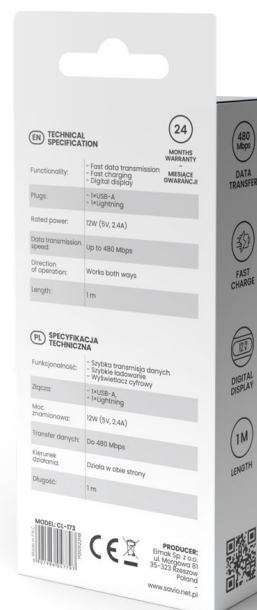 EN TECHNICAL SPECIFICATION
24
MONTHS
WARRANTY
-
MIESIĄCE
GWARANCJI
Functionality:
- Fast data transmission
- Fast charging
- Digital display
Plugs:
- 1×USB-A
- 1×Lightning
Rated power:
12W (5V, 2.4A)
Data transmission speed:
Up to 480 Mbps
Direction of operation:
Works both ways
Length:
1 m
PL SPECYFIKACJA TECHNICZNA
Funkcjonalność:
- Szybka transmisja danych
- Szybkie ładowanie
- Wyświetlacz cyfrowy
Złącza:
- 1×USB-A,
- 1×Lightning
Moc znamionowa:
12W (5V, 2.4A)
Transfer danych:
Do 480 Mbps
Kierunek działania:
Działa w obie strony
Długość:
1 m
MODEL: CL-173
Made in P.R.C.
CE
PRODUCER:
Elmak Sp. z o.o.
ul. Morgowa 81
35-323 Rzeszow
Poland
-
www.savio.net.pl
480
Mbps
DATA
TRANSFER
FAST
CHARGE
DIGITAL
DISPLAY
1 M
LENGTH